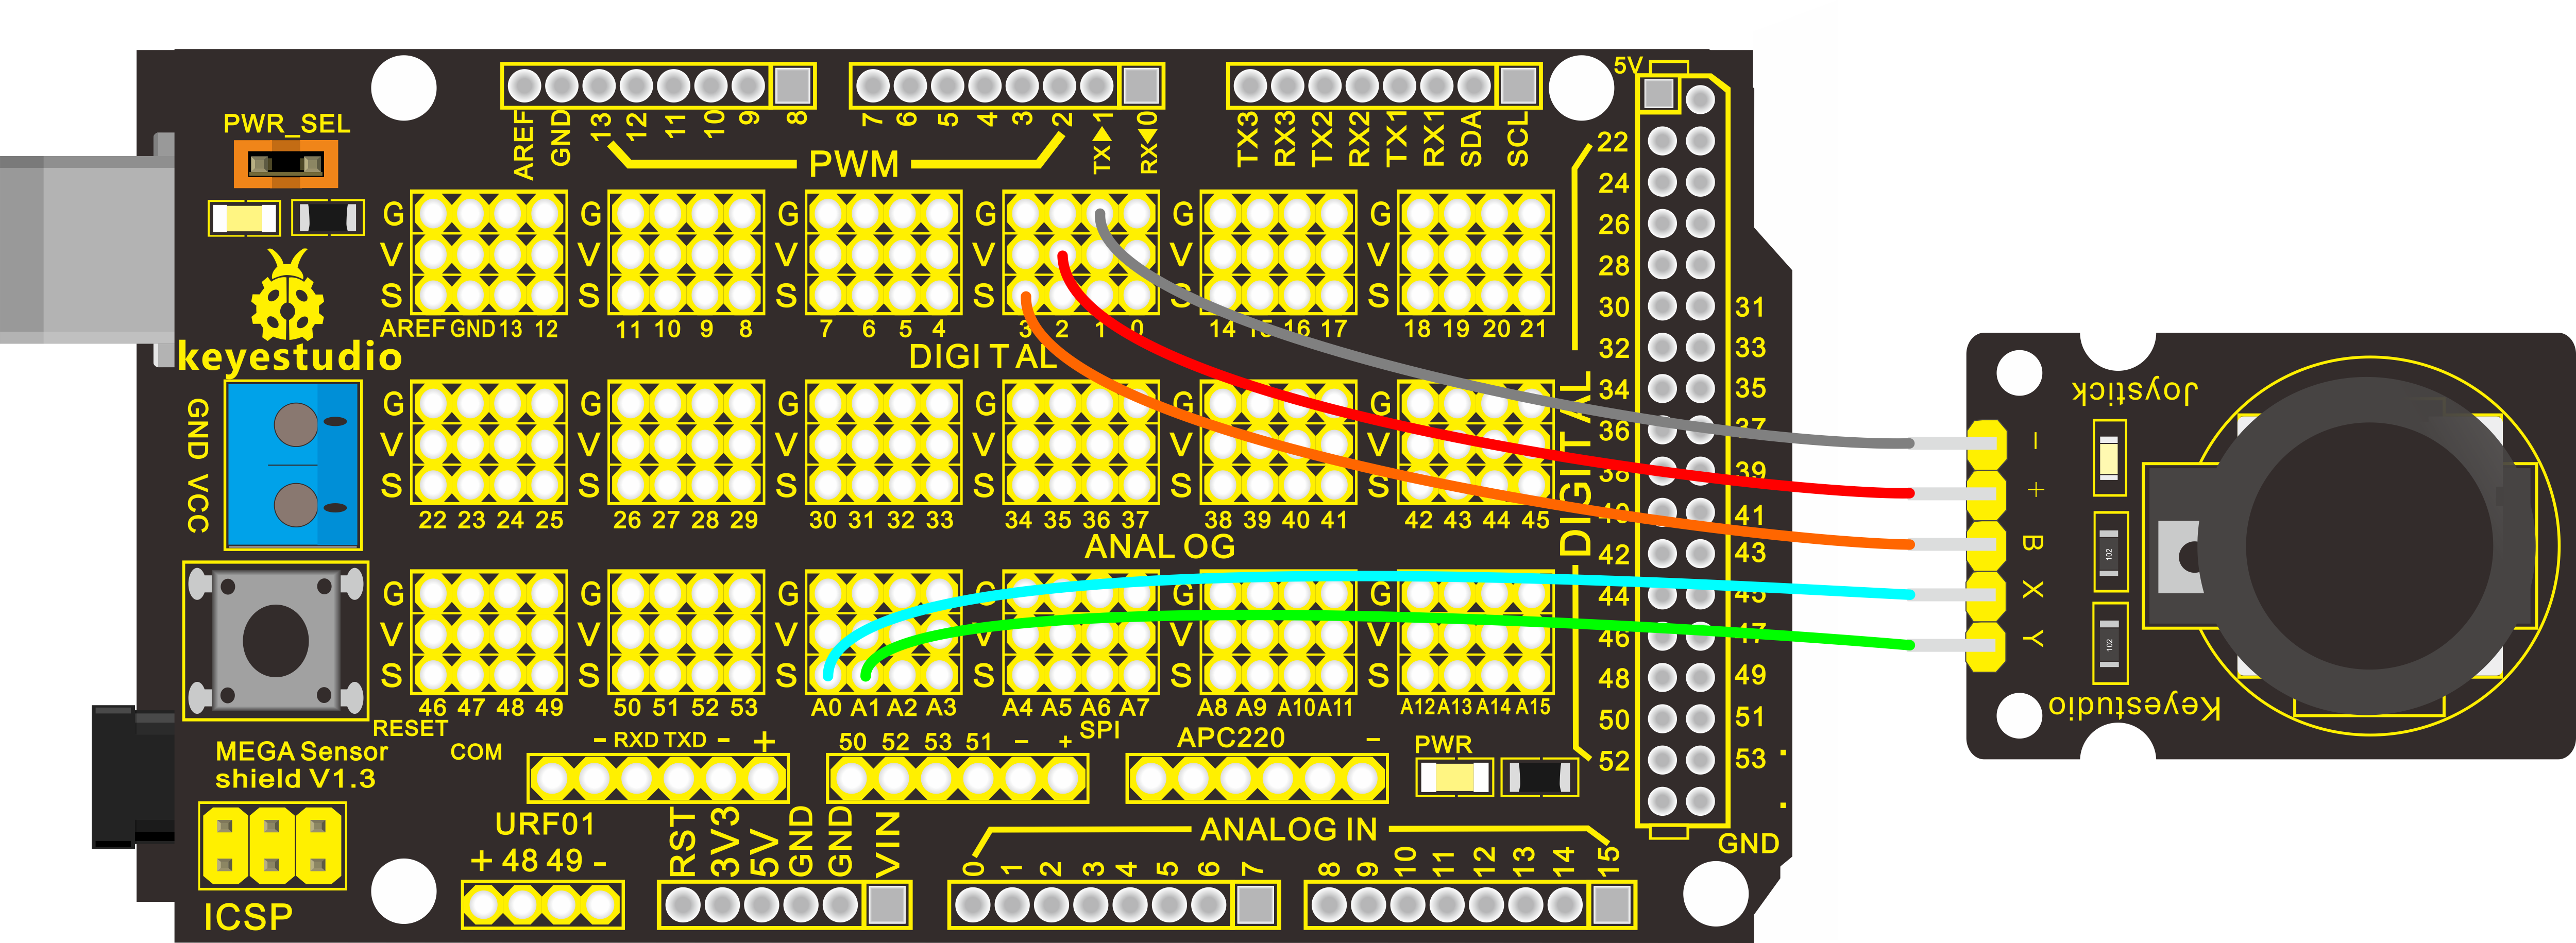 5V
PWR_SEL
AREF GND 13 12 11 10 9 8
7 6 5 4 3 2 TX▶1 RX◀0
TX3 RX3 TX2 RX2 TX1 RX1 SDA SCL
PWM
G G G G G G
V V V V V V
S S S S S S
AREF GND 13 12 11 10 9 8 7 6 5 4 3 2 1 0 14 15 16 17 18 19 20 21
keyestudio
DIGITAL
GND VCC
G G G G G G
V V V V V V
S S S S S S
22 23 24 25 26 27 28 29 30 31 32 33 34 35 36 37 38 39 40 41 42 43 44 45
ANALOG
G G G G G G
V V V V V V
S S S S S S
46 47 48 49 50 51 52 53 A0 A1 A2 A3 A4 A5 A6 A7 A8 A9 A10 A11 A12 A13 A14 A15
RESET
SPI
COM
- RXD TXD - +
50 52 53 51 - +
APC220 -
PWR
MEGA Sensor
shield V1.3
ICSP
URF01
+ 48 49 -
RST 3V3 5V GND GND VIN
ANALOG IN
0 1 2 3 4 5 6 7
8 9 10 11 12 13 14 15
DIGITAL
22
24
26
28
30 31
32 33
34 35
36 37
38 39
40 41
42 43
44 45
46 47
48 49
50 51
52 53
GND
Joystick
-
+
B
X
Y
102
102
Keyestudio